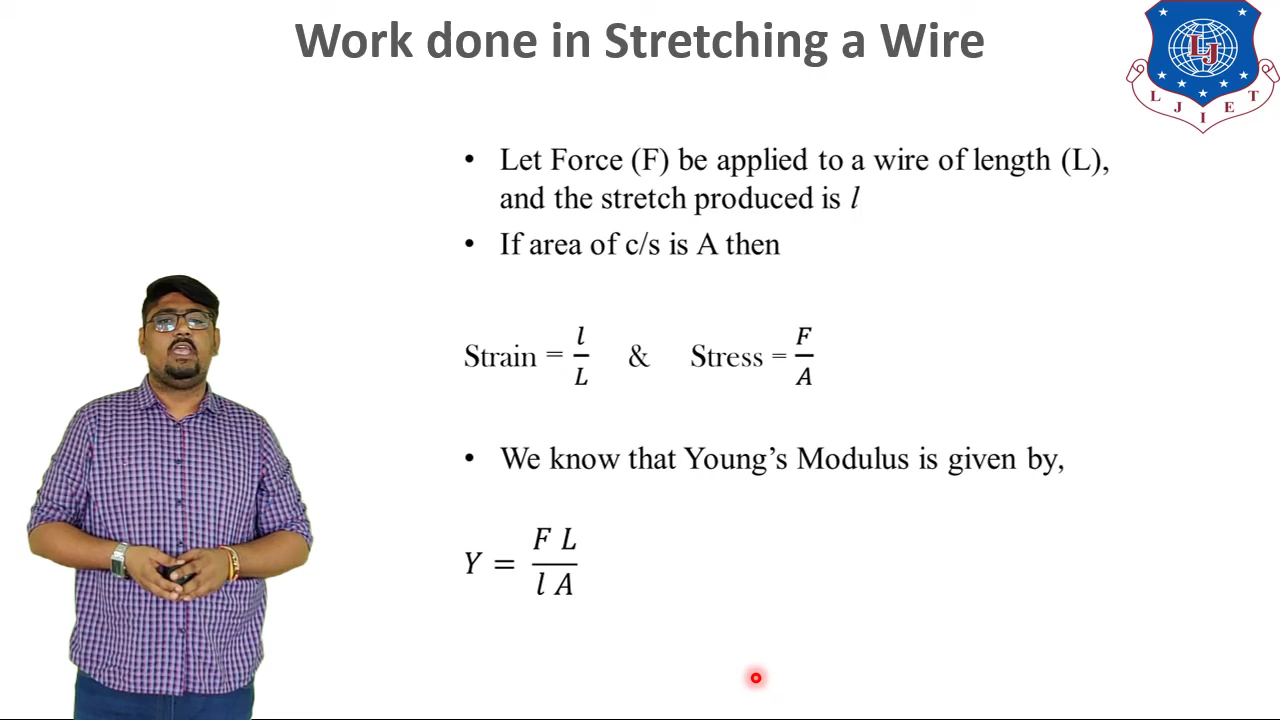 Work done in Stretching a Wire
LJ
L J I E T
• Let Force (F) be applied to a wire of length (L),
and the stretch produced is l
• If area of c/s is A then
Strain = l/L & Stress = F/A
• We know that Young’s Modulus is given by,
Y = F L / l A